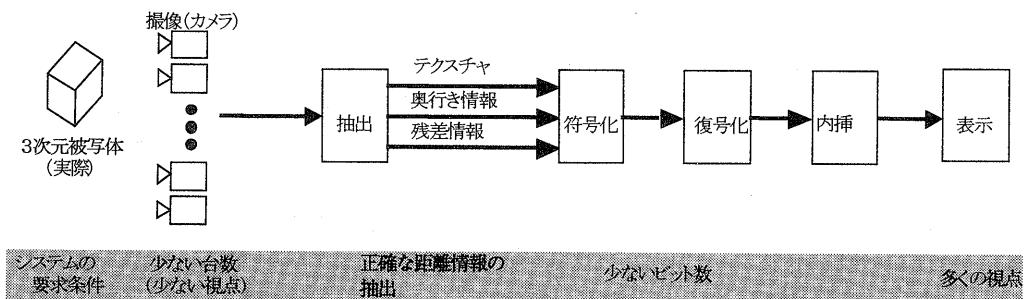 撮像(カメラ)
3次元被写体
(実際)
抽出
テクスチャ
奥行き情報
残差情報
符号化
復号化
内挿
表示
システムの
要求条件
少ない台数
(少ない視点)
正確な距離情報の
抽出
少ないビット数
多くの視点